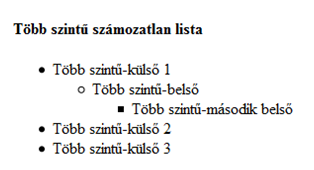 Több szintű számozatlan lista
Több szintű-külső 1
Több szintű-belső
Több szintű-második belső
Több szintű-külső 2
Több szintű-külső 3